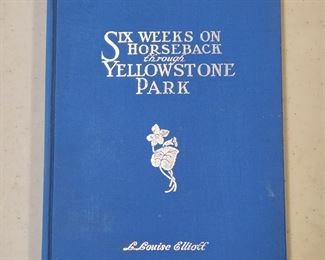 SIX WEEKS ON
HORSEBACK
through
YELLOWSTONE
PARK
L. Louise Elliott